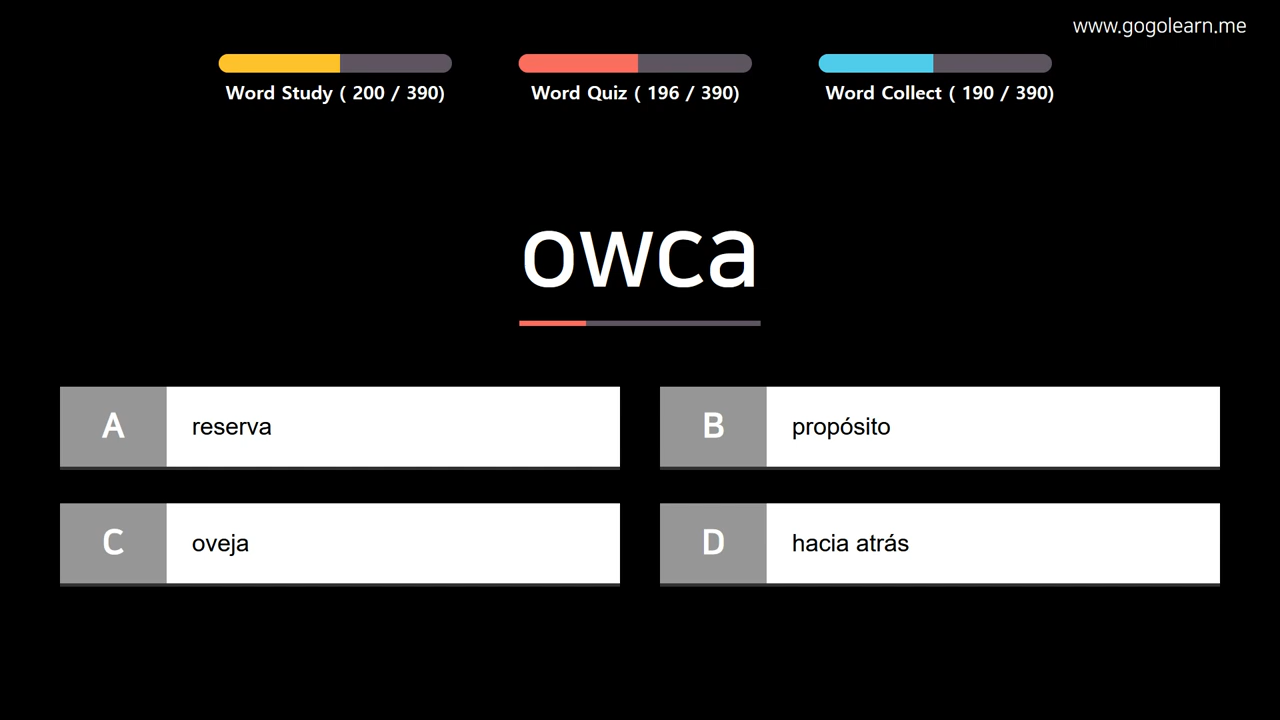 www.gogolearn.me
Word Study ( 200 / 390)
Word Quiz ( 196 / 390)
Word Collect ( 190 / 390)
owca
A
reserva
B
propósito
C
oveja
D
hacia atrás